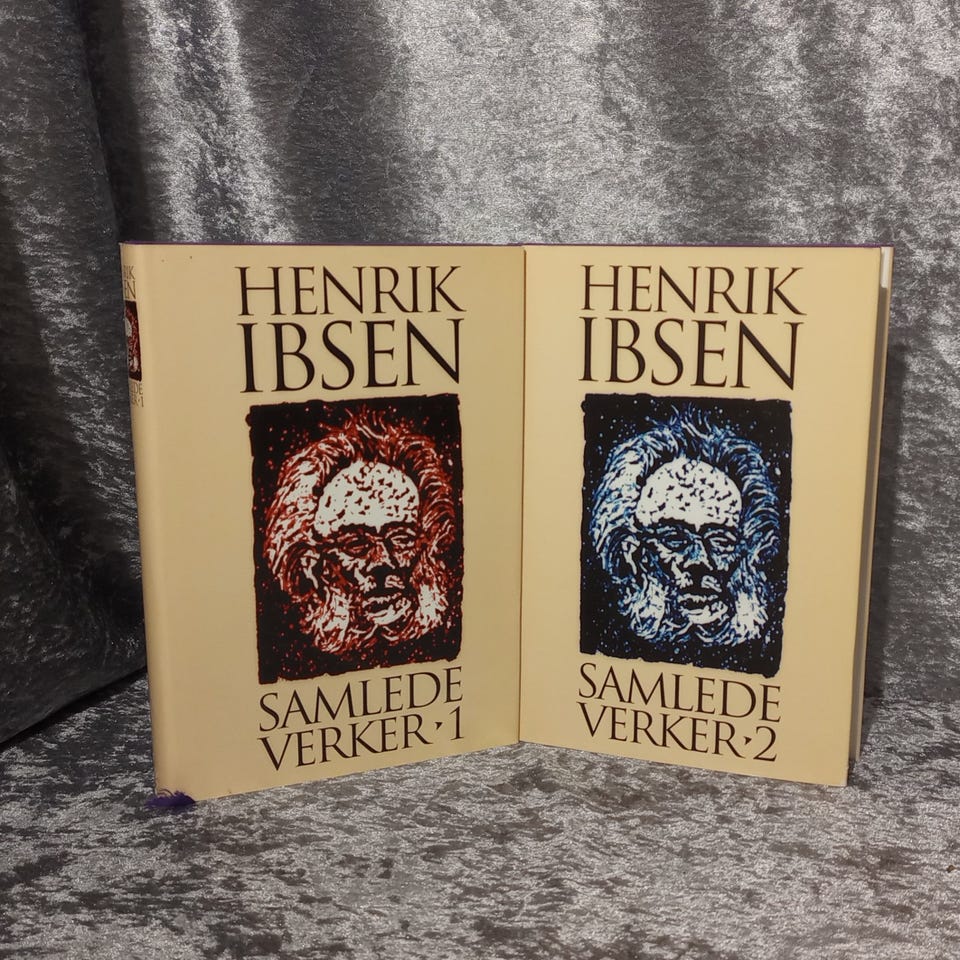 HENRIK
IBSEN
SAMLEDE
VERKER · 1
HENRIK
IBSEN
SAMLEDE
VERKER · 2